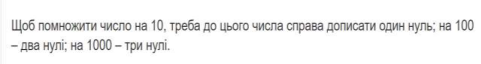 Щоб помножити число на 10, треба до цього числа справа дописати один нуль; на 100
– два нулі; на 1000 – три нулі.